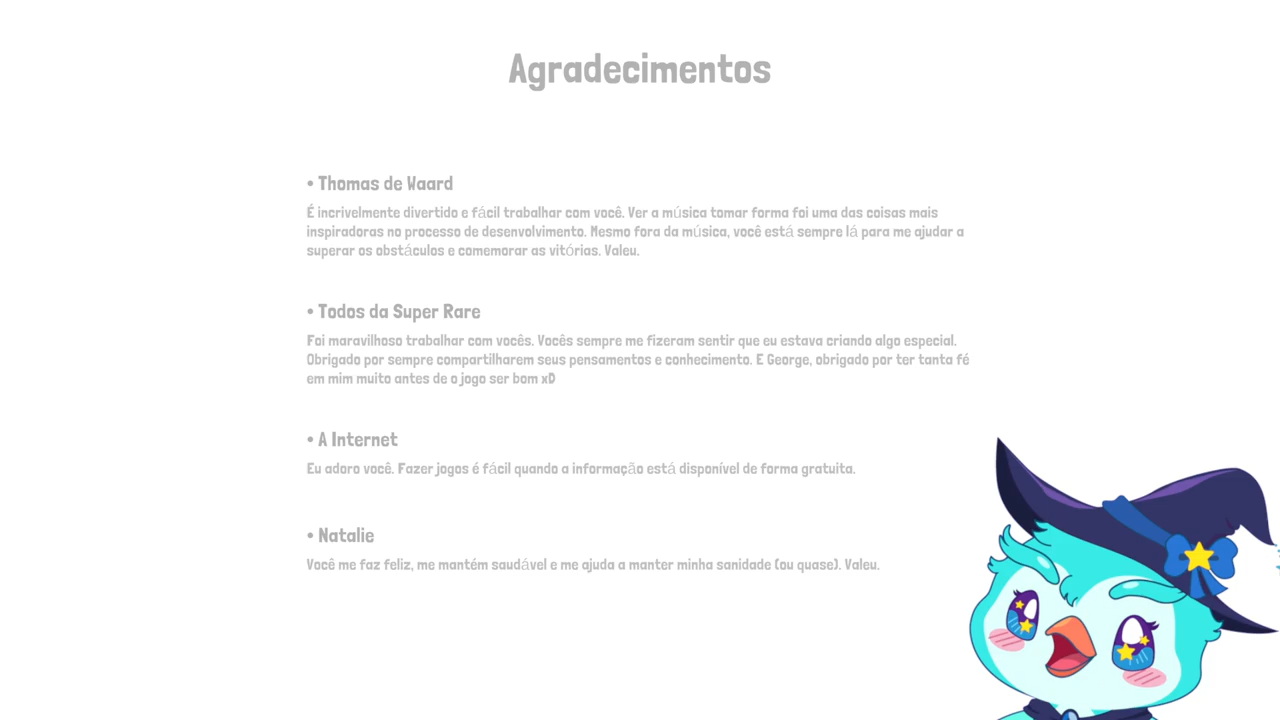 Agradecimentos
• Thomas de Waard
É incrivelmente divertido e fácil trabalhar com você. Ver a música tomar forma foi uma das coisas mais
inspiradoras no processo de desenvolvimento. Mesmo fora da música, você está sempre lá para me ajudar a
superar os obstáculos e comemorar as vitórias. Valeu.
• Todos da Super Rare
Foi maravilhoso trabalhar com vocês. Vocês sempre me fizeram sentir que eu estava criando algo especial.
Obrigado por sempre compartilharem seus pensamentos e conhecimento. E George, obrigado por ter tanta fé
em mim muito antes de o jogo ser bom xD
• A Internet
Eu adoro você. Fazer jogos é fácil quando a informação está disponível de forma gratuita.
• Natalie
Você me faz feliz, me mantém saudável e me ajuda a manter minha sanidade (ou quase). Valeu.